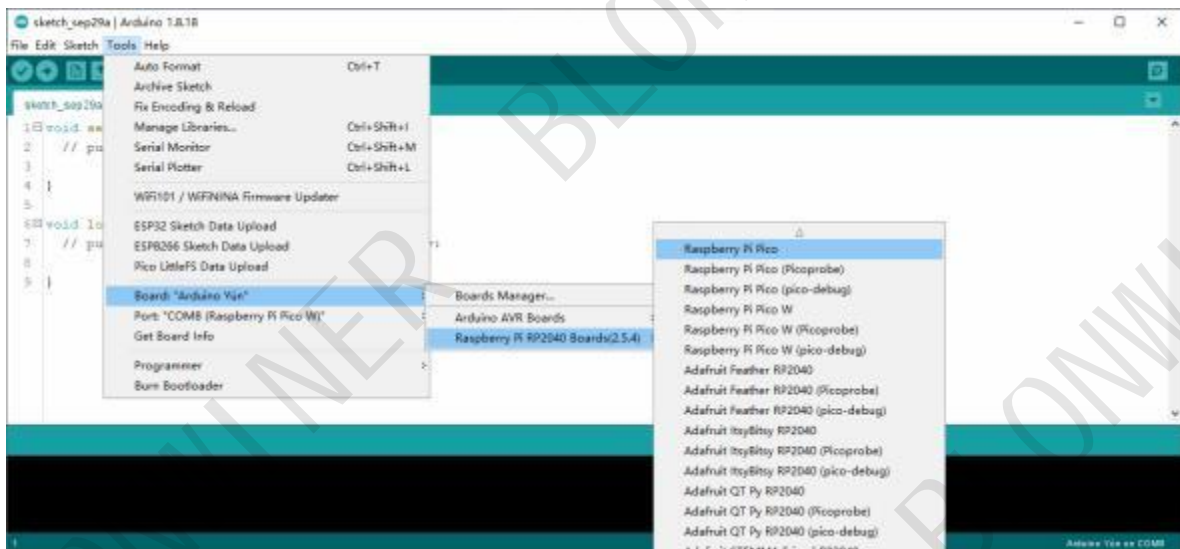 sketch_sep29a | Arduino 1.8.18
File Edit Sketch Tools Help
sketch_sep29a
Auto Format Ctrl+T
Archive Sketch
Fix Encoding & Reload
Manage Libraries... Ctrl+Shift+I
Serial Monitor Ctrl+Shift+M
Serial Plotter Ctrl+Shift+L
WiFi101 / WiFiNINA Firmware Updater
ESP32 Sketch Data Upload
ESP8266 Sketch Data Upload
Pico LittleFS Data Upload
Board: "Arduino Yún"
Port: "COM8 (Raspberry Pi Pico W)"
Get Board Info
Programmer
Burn Bootloader
1 void se
2 // pu
3
4 }
5
6 void lo
7 // pu
8
9 }
Boards Manager...
Arduino AVR Boards
Raspberry Pi RP2040 Boards(2.5.4)
Raspberry Pi Pico
Raspberry Pi Pico (Picoprobe)
Raspberry Pi Pico (pico-debug)
Raspberry Pi Pico W
Raspberry Pi Pico W (Picoprobe)
Raspberry Pi Pico W (pico-debug)
Adafruit Feather RP2040
Adafruit Feather RP2040 (Picoprobe)
Adafruit Feather RP2040 (pico-debug)
Adafruit ItsyBitsy RP2040
Adafruit ItsyBitsy RP2040 (Picoprobe)
Adafruit ItsyBitsy RP2040 (pico-debug)
Adafruit QT Py RP2040
Adafruit QT Py RP2040 (Picoprobe)
Adafruit QT Py RP2040 (pico-debug)
1
Arduino Yún on COM8